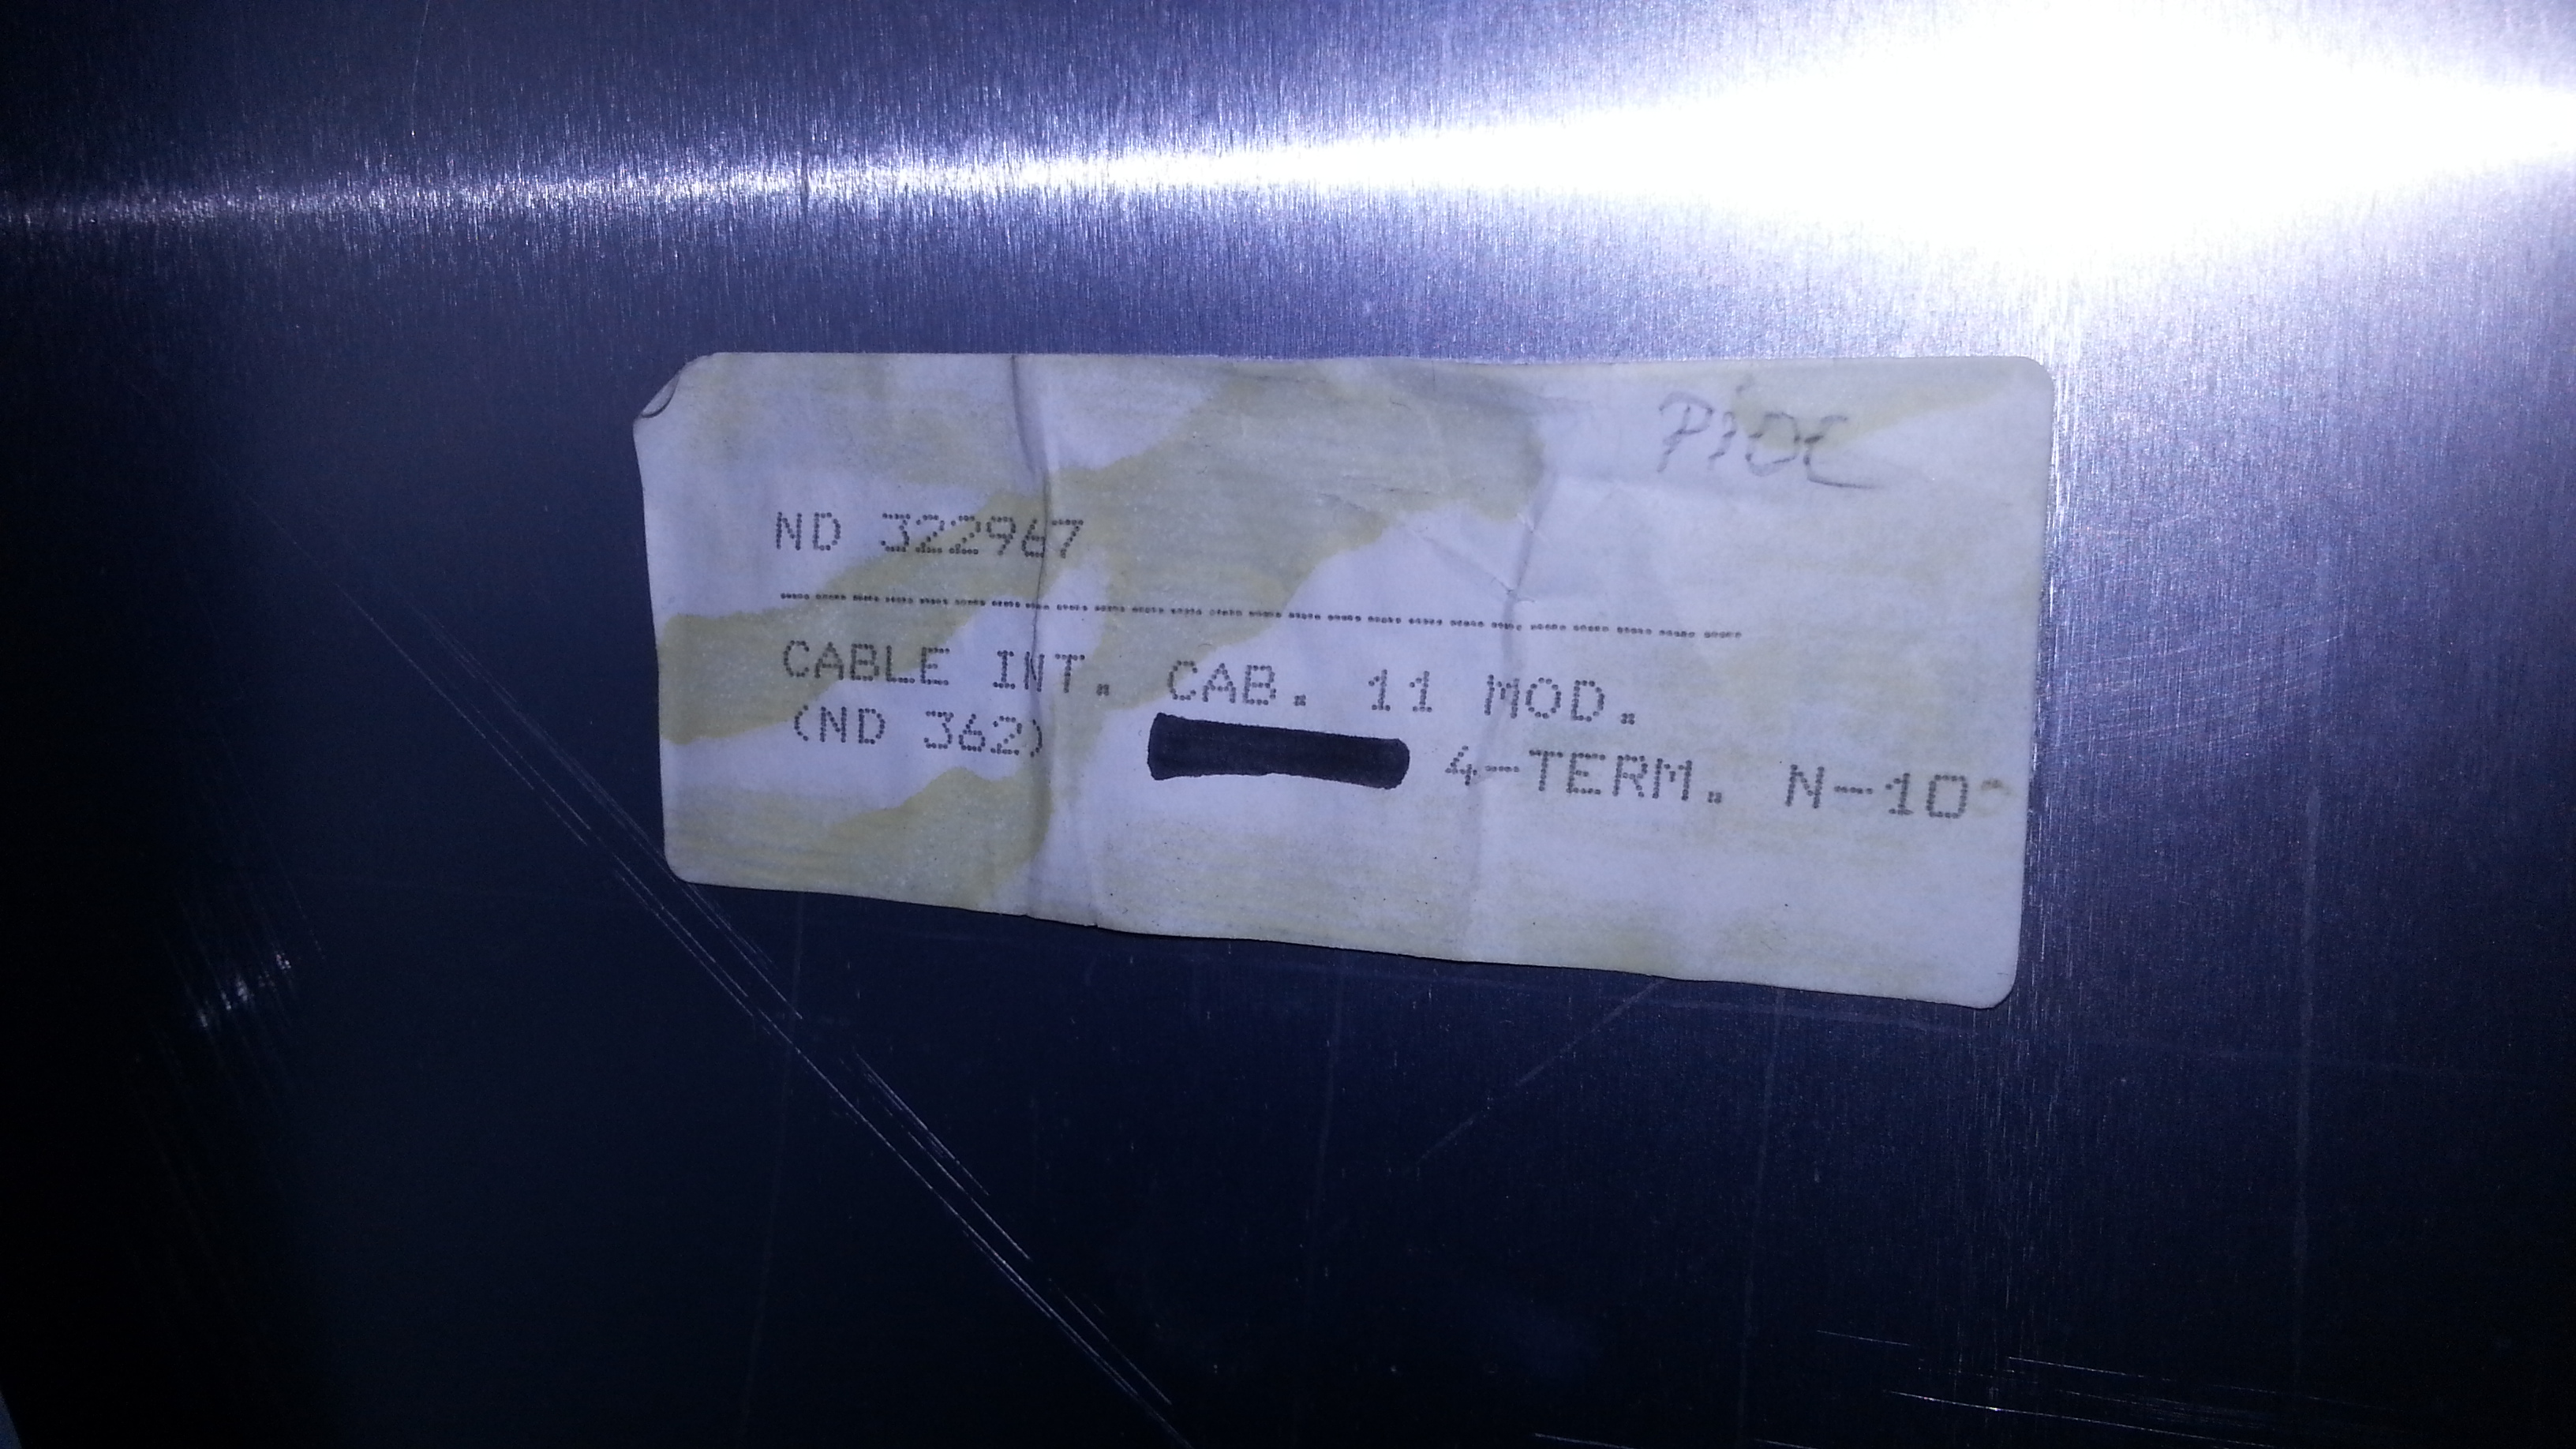 PIOC
ND 322967
CABLE INT. CAB. 11 MOD.
(ND 362) 4-TERM. N-10